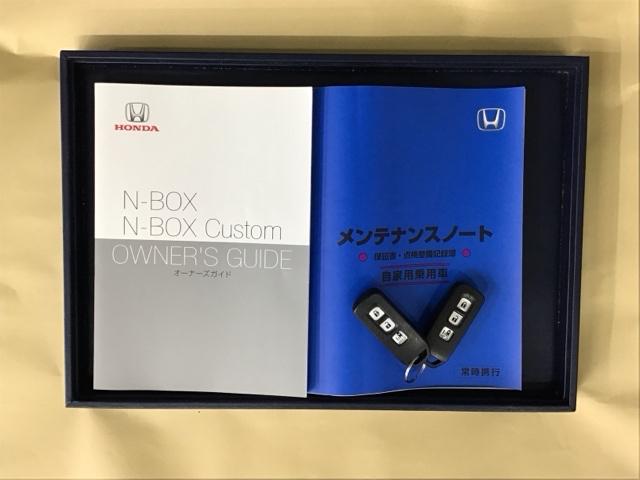 HONDA
N-BOX
N-BOX Custom
OWNER'S GUIDE
オーナーズガイド
メンテナンスノート
保証書・点検整備記録簿
自家用乗用車
常時携行